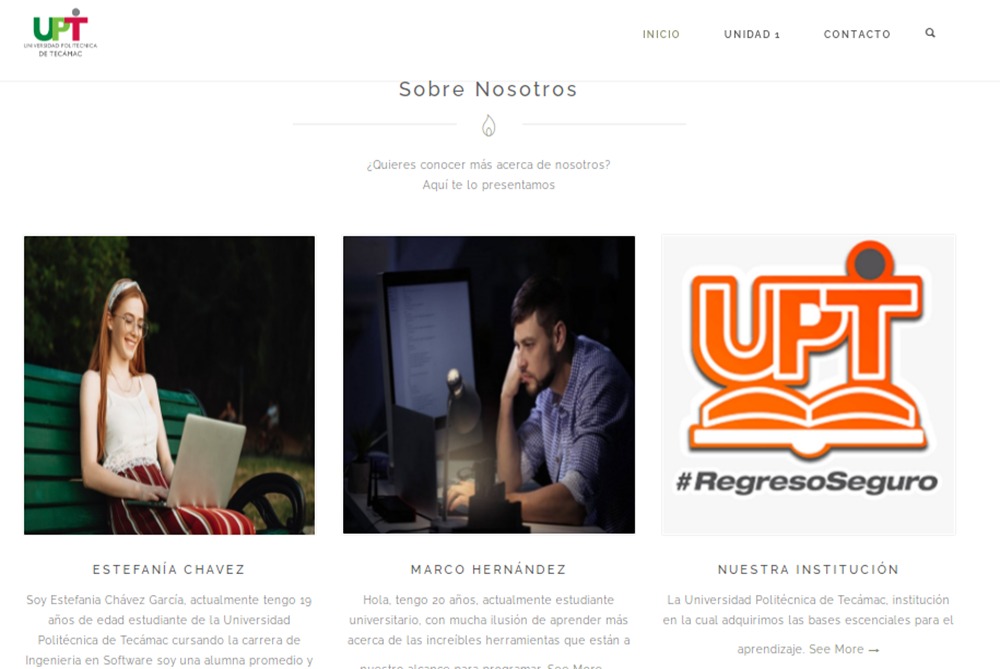 UPT
UNIVERSIDAD POLITÉCNICA
DE TECÁMAC
INICIO
UNIDAD 1
CONTACTO
Sobre Nosotros
¿Quieres conocer más acerca de nosotros?
Aquí te lo presentamos
UPT
#RegresoSeguro
ESTEFANÍA CHAVEZ
Soy Estefania Chávez García, actualmente tengo 19
años de edad estudiante de la Universidad
Politécnica de Tecámac cursando la carrera de
Ingenieria en Software soy una alumna promedio y
MARCO HERNÁNDEZ
Hola, tengo 20 años, actualmente estudiante
universitario, con mucha ilusión de aprender más
acerca de las increíbles herramientas que están a
nuestro alcance para programar. See More
NUESTRA INSTITUCIÓN
La Universidad Politécnica de Tecámac, institución
en la cual adquirimos las bases escenciales para el
aprendizaje. See More →